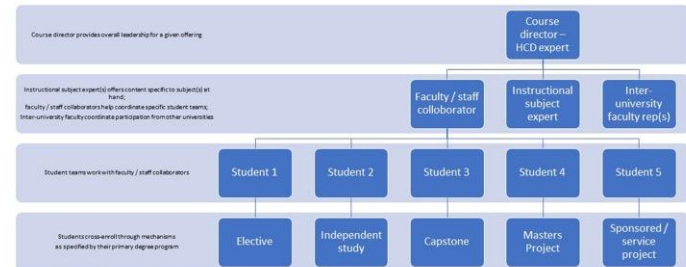 Course director provides overall leadership for a given offering
Course
director –
HCD expert
Instructional subject expert(s) offers content specific to subject(s) at
hand;
faculty / staff collaborators help coordinate specific student teams;
Inter-university faculty coordinate participation from other universities
Faculty / staff
colloborator
Instructional
subject
expert
Inter-
university
faculty rep(s)
Student teams work with faculty / staff collaborators
Student 1
Student 2
Student 3
Student 4
Student 5
Students cross-enroll through mechanisms
as specified by their primary degree program
Elective
Independent
study
Capstone
Masters
Project
Sponsored /
service
project